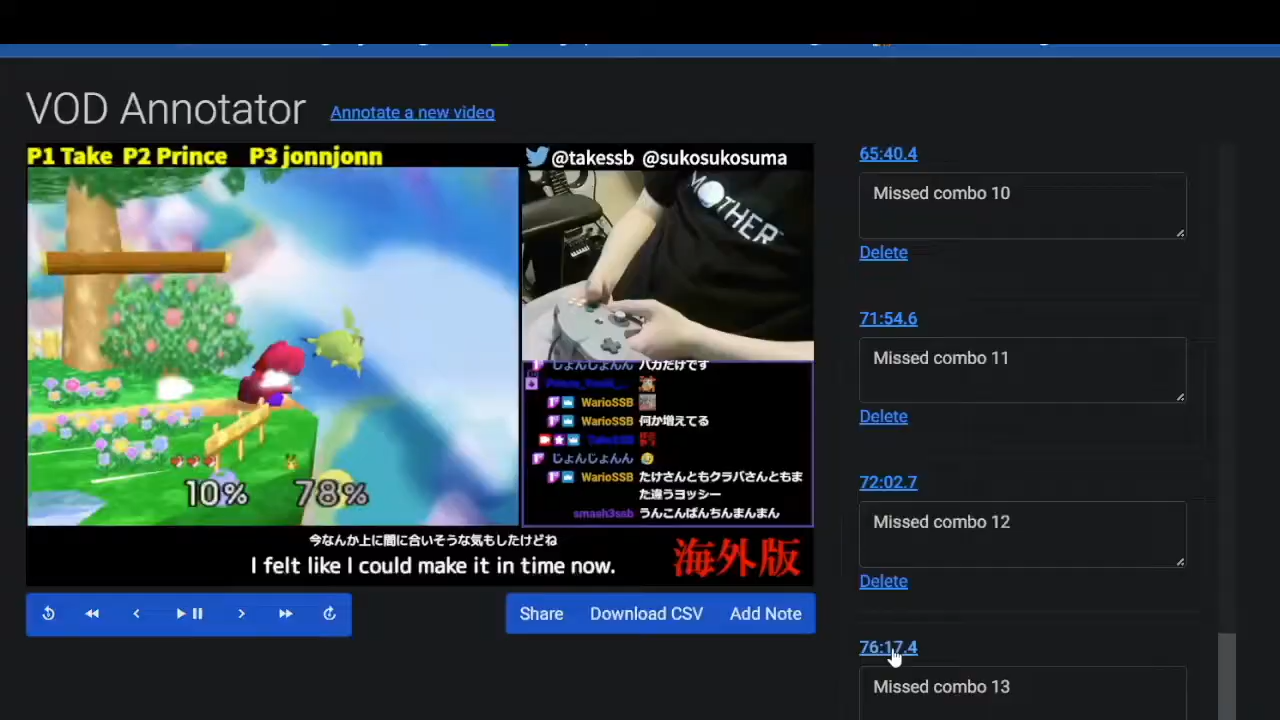 VOD Annotator
Annotate a new video
P1 Take P2 Prince P3 jonnjonn
@takessb @sukosukosuma
MOTHER
じょんじょんん バカだけです
WarioSSB
WarioSSB 何か増えてる
TakeSSB
じょんじょんん
WarioSSB たけさんともクラバさんともま
た違うヨッシー
smash3ssb うんこんばんちんまんまん
10% 78%
今なんか上に間に合いそうな気もしたけどね
I felt like I could make it in time now.
海外版
Share
Download CSV
Add Note
65:40.4
Missed combo 10
Delete
71:54.6
Missed combo 11
Delete
72:02.7
Missed combo 12
Delete
76:17.4
Missed combo 13